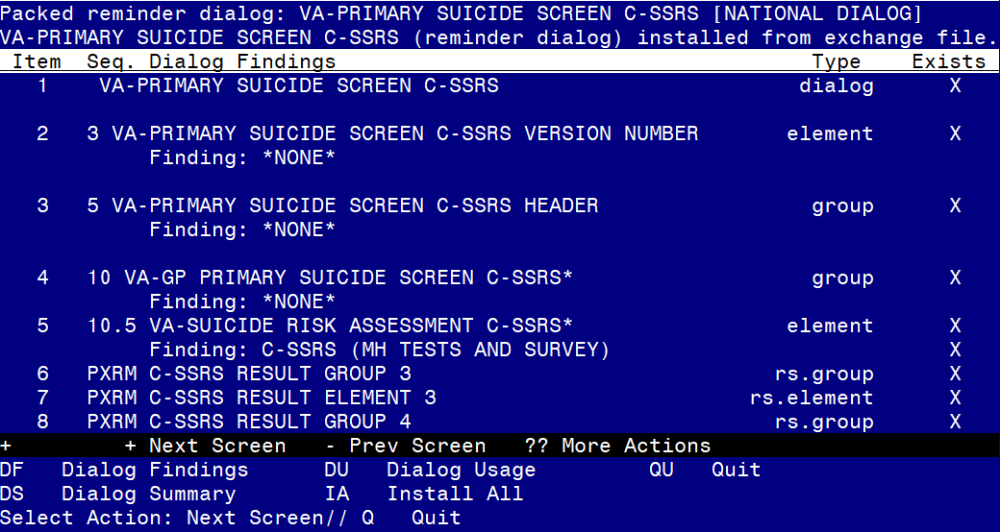 Packed reminder dialog: VA-PRIMARY SUICIDE SCREEN C-SSRS [NATIONAL DIALOG]
VA-PRIMARY SUICIDE SCREEN C-SSRS (reminder dialog) installed from exchange file.
Item Seq. Dialog Findings Type Exists
1 VA-PRIMARY SUICIDE SCREEN C-SSRS dialog X
2 3 VA-PRIMARY SUICIDE SCREEN C-SSRS VERSION NUMBER element X
Finding: *NONE*
3 5 VA-PRIMARY SUICIDE SCREEN C-SSRS HEADER group X
Finding: *NONE*
4 10 VA-GP PRIMARY SUICIDE SCREEN C-SSRS* group X
Finding: *NONE*
5 10.5 VA-SUICIDE RISK ASSESSMENT C-SSRS* element X
Finding: C-SSRS (MH TESTS AND SURVEY) X
6 PXRM C-SSRS RESULT GROUP 3 rs.group X
7 PXRM C-SSRS RESULT ELEMENT 3 rs.element X
8 PXRM C-SSRS RESULT GROUP 4 rs.group X
+ + Next Screen - Prev Screen ?? More Actions
DF Dialog Findings DU Dialog Usage QU Quit
DS Dialog Summary IA Install All
Select Action: Next Screen// Q Quit